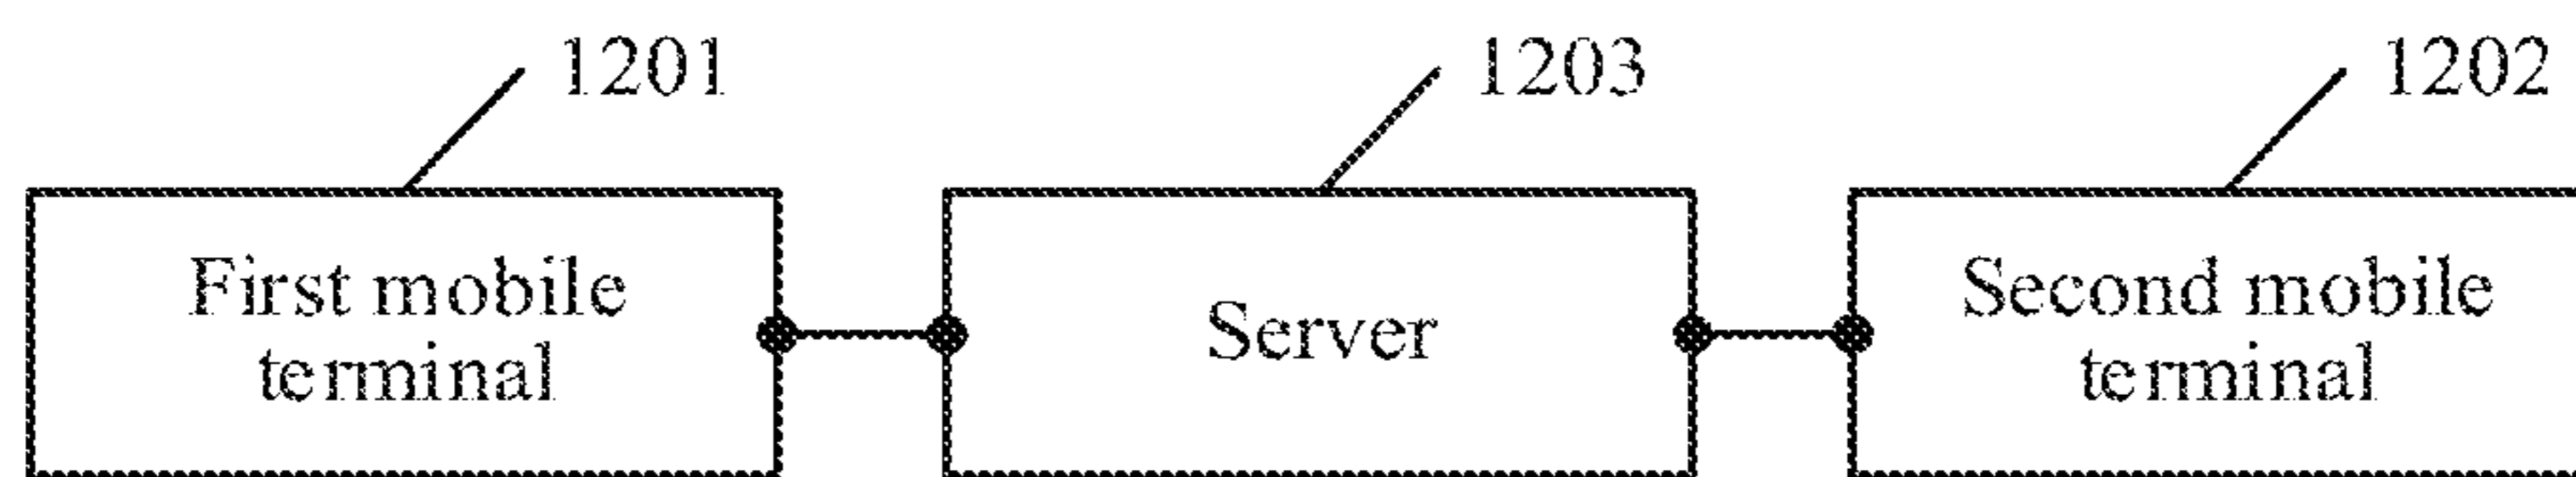 1201
1203
1202
First mobile
terminal
Server
Second mobile
terminal